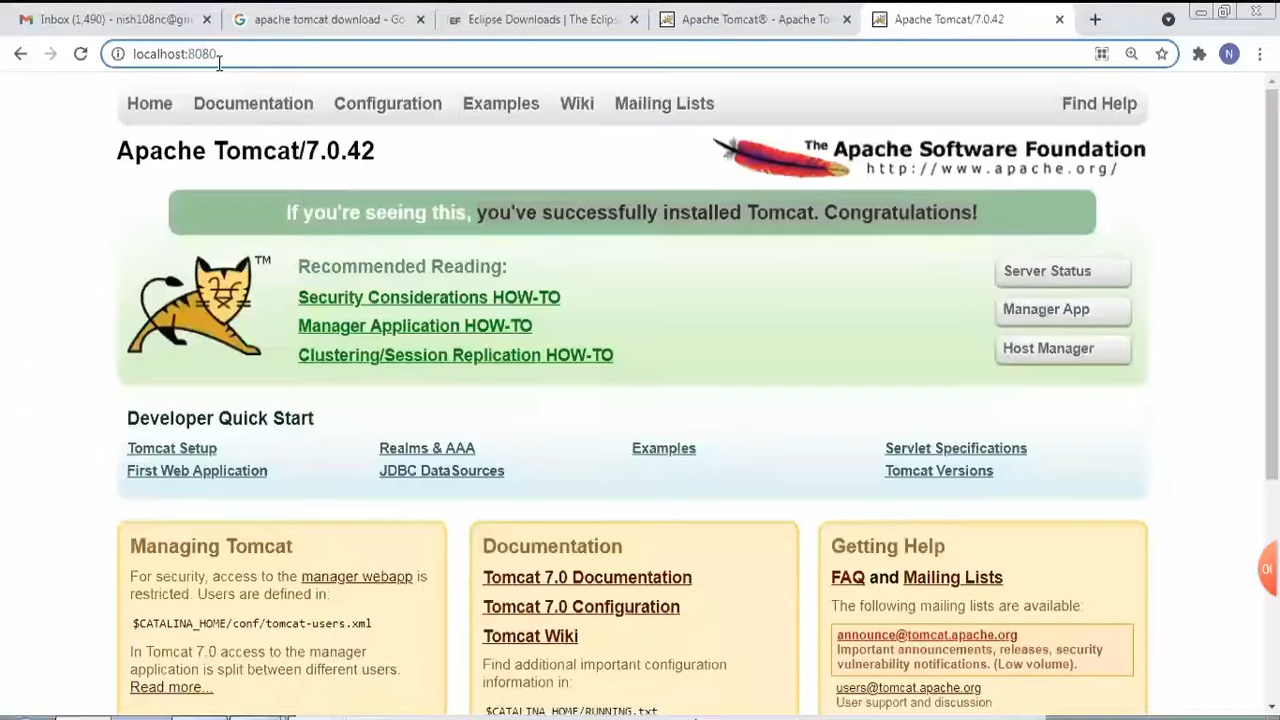 Inbox (1,490) - nish108nc@gm
apache tomcat download - Go
Eclipse Downloads | The Eclips
Apache Tomcat® - Apache To
Apache Tomcat/7.0.42
localhost:8080
N
Home Documentation Configuration Examples Wiki Mailing Lists Find Help
Apache Tomcat/7.0.42
The Apache Software Foundation
http://www.apache.org/
If you're seeing this, you've successfully installed Tomcat. Congratulations!
TM
Recommended Reading:
Security Considerations HOW-TO
Manager Application HOW-TO
Clustering/Session Replication HOW-TO
Server Status
Manager App
Host Manager
Developer Quick Start
Tomcat Setup
First Web Application
Realms & AAA
JDBC DataSources
Examples
Servlet Specifications
Tomcat Versions
Managing Tomcat
For security, access to the manager webapp is
restricted. Users are defined in:
$CATALINA_HOME/conf/tomcat-users.xml
In Tomcat 7.0 access to the manager
application is split between different users.
Read more...
Documentation
Tomcat 7.0 Documentation
Tomcat 7.0 Configuration
Tomcat Wiki
Find additional important configuration
information in:
$CATALINA_HOME/RUNNING.txt
Getting Help
FAQ and Mailing Lists
The following mailing lists are available:
announce@tomcat.apache.org
Important announcements, releases, security
vulnerability notifications. (Low volume).
users@tomcat.apache.org
User support and discussion